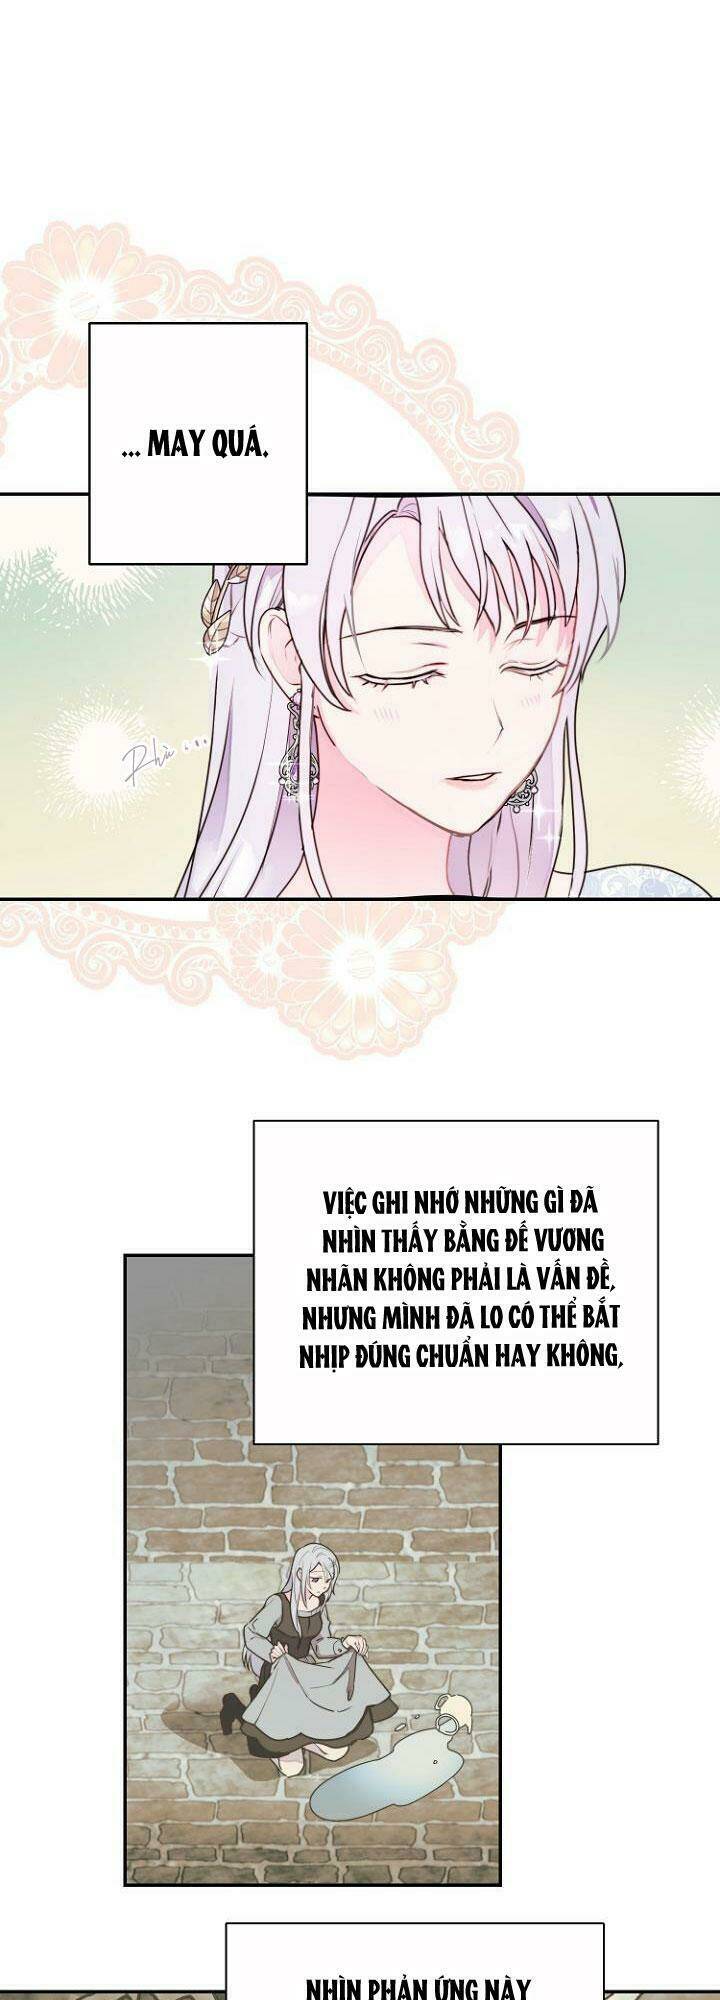 ... MAY QUÁ.
Phù ...
VIỆC GHI NHỚ NHỮNG GÌ ĐÃ
NHÌN THẤY BẰNG ĐẾ VƯƠNG
NHÃN KHÔNG PHẢI LÀ VẤN ĐỀ,
NHƯNG MÌNH ĐÃ LO CÓ THỂ BẮT
NHỊP ĐÚNG CHUẨN HAY KHÔNG,
NHÌN PHẢN ỨNG NÀY